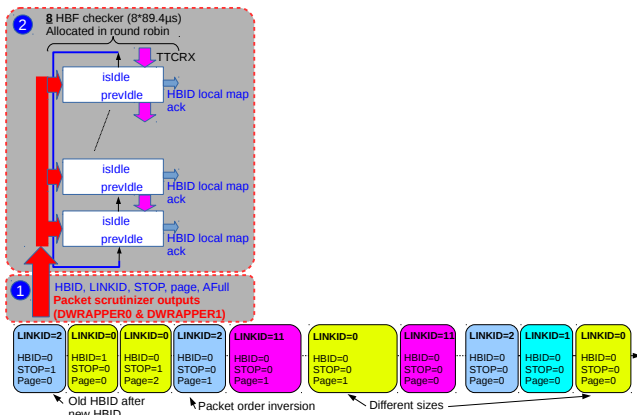 2
8 HBF checker (8*89.4µs)
Allocated in round robin
TTCRX
isIdle
prevIdle
HBID local map
ack
isIdle
prevIdle
HBID local map
ack
isIdle
prevIdle
HBID local map
ack
1
HBID, LINKID, STOP, page, AFull
Packet scrutinizer outputs
(DWRAPPER0 & DWRAPPER1)
LINKID=2
HBID=0
STOP=1
Page=0
LINKID=0
HBID=1
STOP=0
Page=0
LINKID=0
HBID=0
STOP=1
Page=2
LINKID=2
HBID=0
STOP=0
Page=1
LINKID=11
HBID=0
STOP=0
Page=1
LINKID=0
HBID=0
STOP=0
Page=1
LINKID=11
HBID=0
STOP=0
Page=0
LINKID=2
HBID=0
STOP=0
Page=0
LINKID=1
HBID=0
STOP=0
Page=0
LINKID=0
HBID=0
STOP=0
Page=0
Old HBID after
new HBID
Packet order inversion
Different sizes